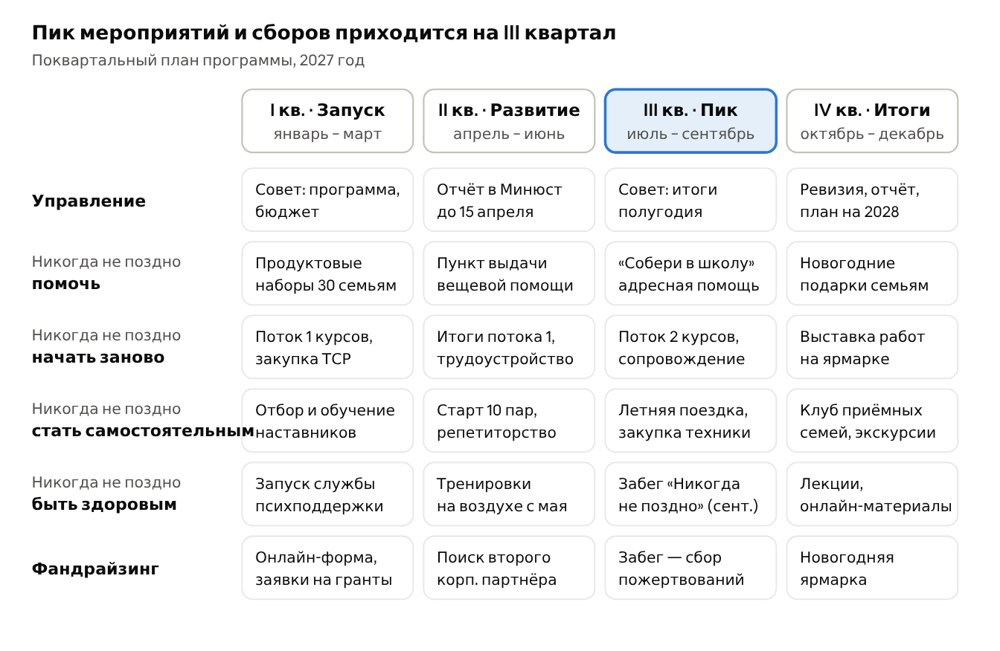 Пик мероприятий и сборов приходится на III квартал
Поквартальный план программы, 2027 год
I кв. · Запуск
январь – март
II кв. · Развитие
апрель – июнь
III кв. · Пик
июль – сентябрь
IV кв. · Итоги
октябрь – декабрь
Управление
Совет: программа,
бюджет
Отчёт в Минюст
до 15 апреля
Совет: итоги
полугодия
Ревизия, отчёт,
план на 2028
Никогда не поздно
помочь
Продуктовые
наборы 30 семьям
Пункт выдачи
вещевой помощи
«Собери в школу»
адресная помощь
Новогодние
подарки семьям
Никогда не поздно
начать заново
Поток 1 курсов,
закупка ТСР
Итоги потока 1,
трудоустройство
Поток 2 курсов,
сопровождение
Выставка работ
на ярмарке
Никогда не поздно
стать самостоятельным
Отбор и обучение
наставников
Старт 10 пар,
репетиторство
Летняя поездка,
закупка техники
Клуб приёмных
семей, экскурсии
Никогда не поздно
быть здоровым
Запуск службы
психподдержки
Тренировки
на воздухе с мая
Забег «Никогда
не поздно» (сент.)
Лекции,
онлайн-материалы
Фандрайзинг
Онлайн-форма,
заявки на гранты
Поиск второго
корп. партнёра
Забег — сбор
пожертвований
Новогодняя
ярмарка